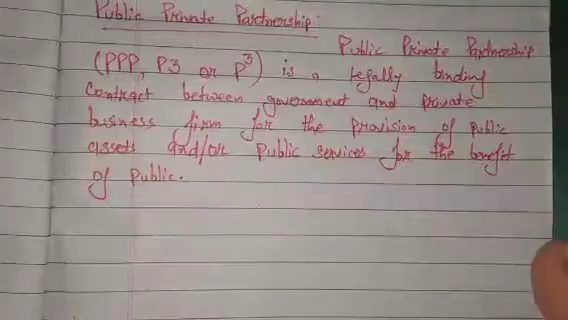 Public Private Partnership
Public Private Partnership
(PPP, P3 or P³) is a legally binding
contract between government and private
business firm for the provision of public
assets and/or public services for the benefit
of public.